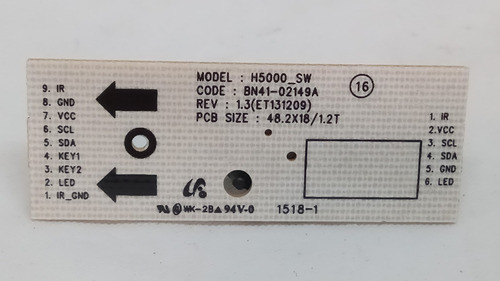 MODEL : H5000_SW
CODE : BN41-02149A
REV : 1.3(ET131209)
PCB SIZE : 48.2X18/1.2T
16
9. IR
8. GND
7. VCC
6. SCL
5. SDA
4. KEY1
3. KEY2
2. LED
1. IR_GND
1. IR
2.VCC
3. SCL
4. SDA
5. GND
6. LED
WK-2B▲94V-0
1518-1